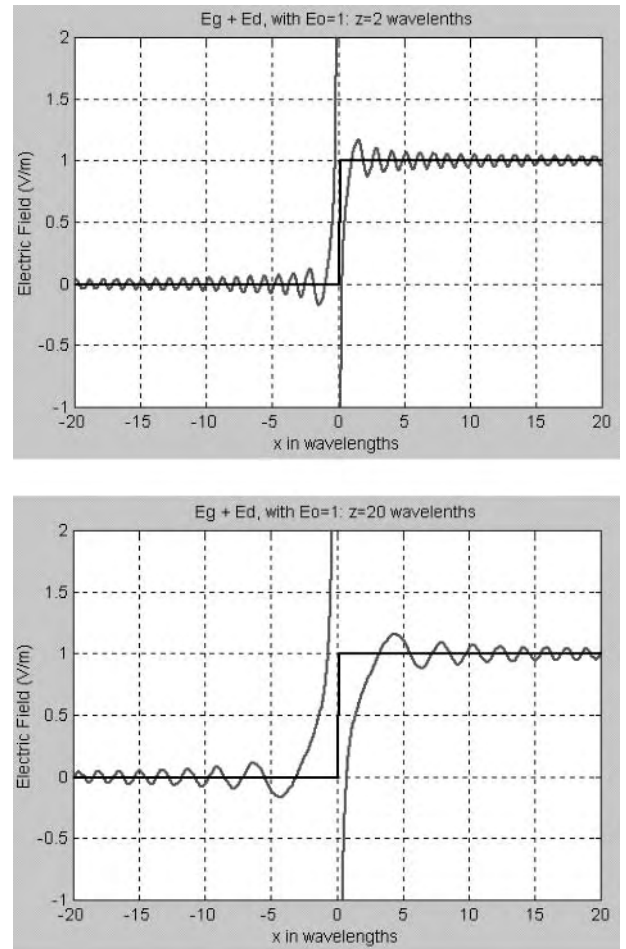 Eg + Ed, with Eo=1: z=2 wavelenths
2
1.5
1
0.5
0
-0.5
-1
Electric Field (V/m)
-20 -15 -10 -5 0 5 10 15 20
x in wavelengths
Eg + Ed, with Eo=1: z=20 wavelenths
2
1.5
1
0.5
0
-0.5
-1
Electric Field (V/m)
-20 -15 -10 -5 0 5 10 15 20
x in wavelengths